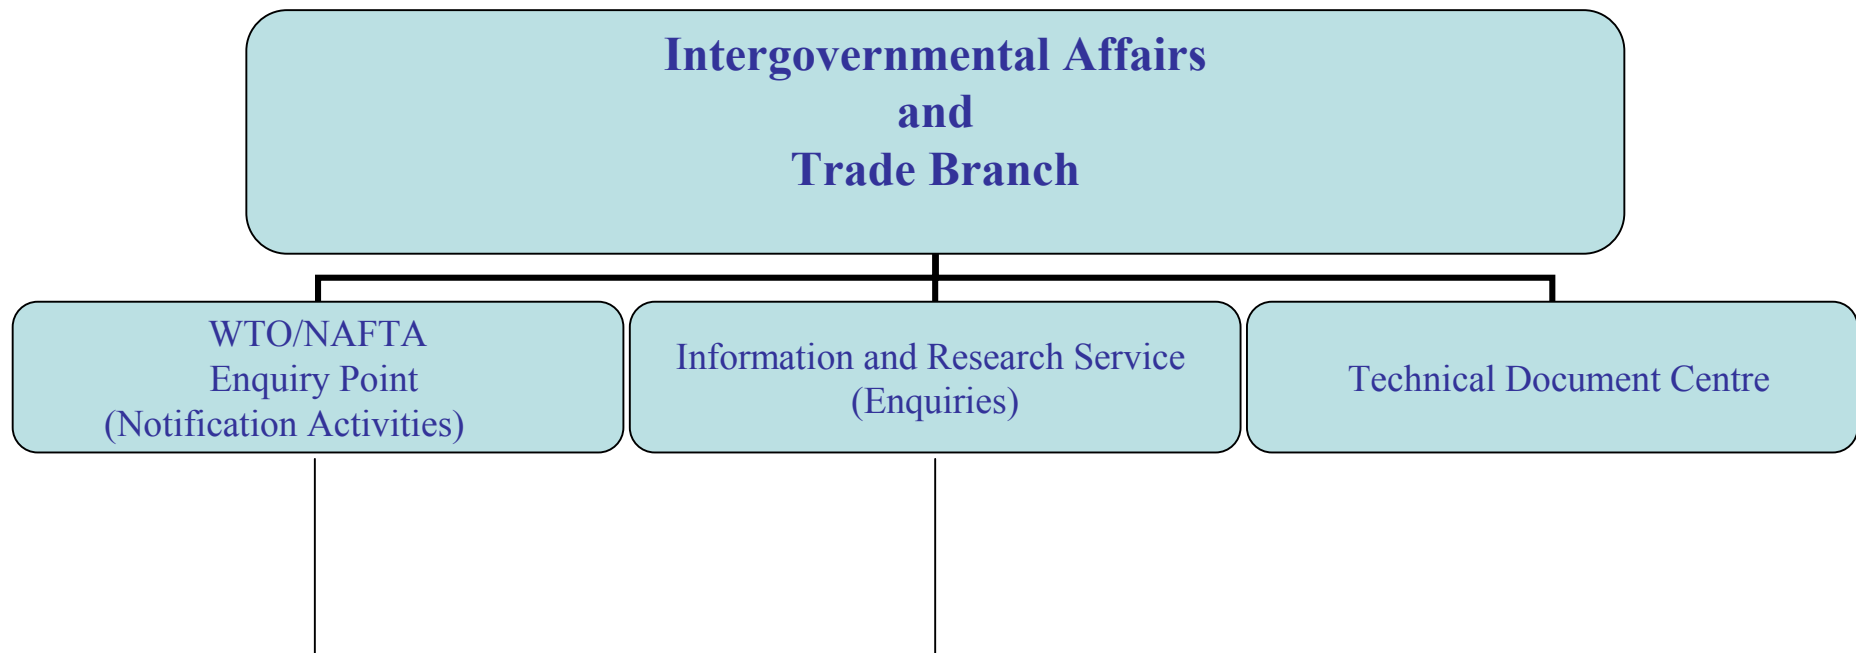 Intergovernmental Affairs
and
Trade Branch
WTO/NAFTA
Enquiry Point
(Notification Activities)
Information and Research Service
(Enquiries)
Technical Document Centre